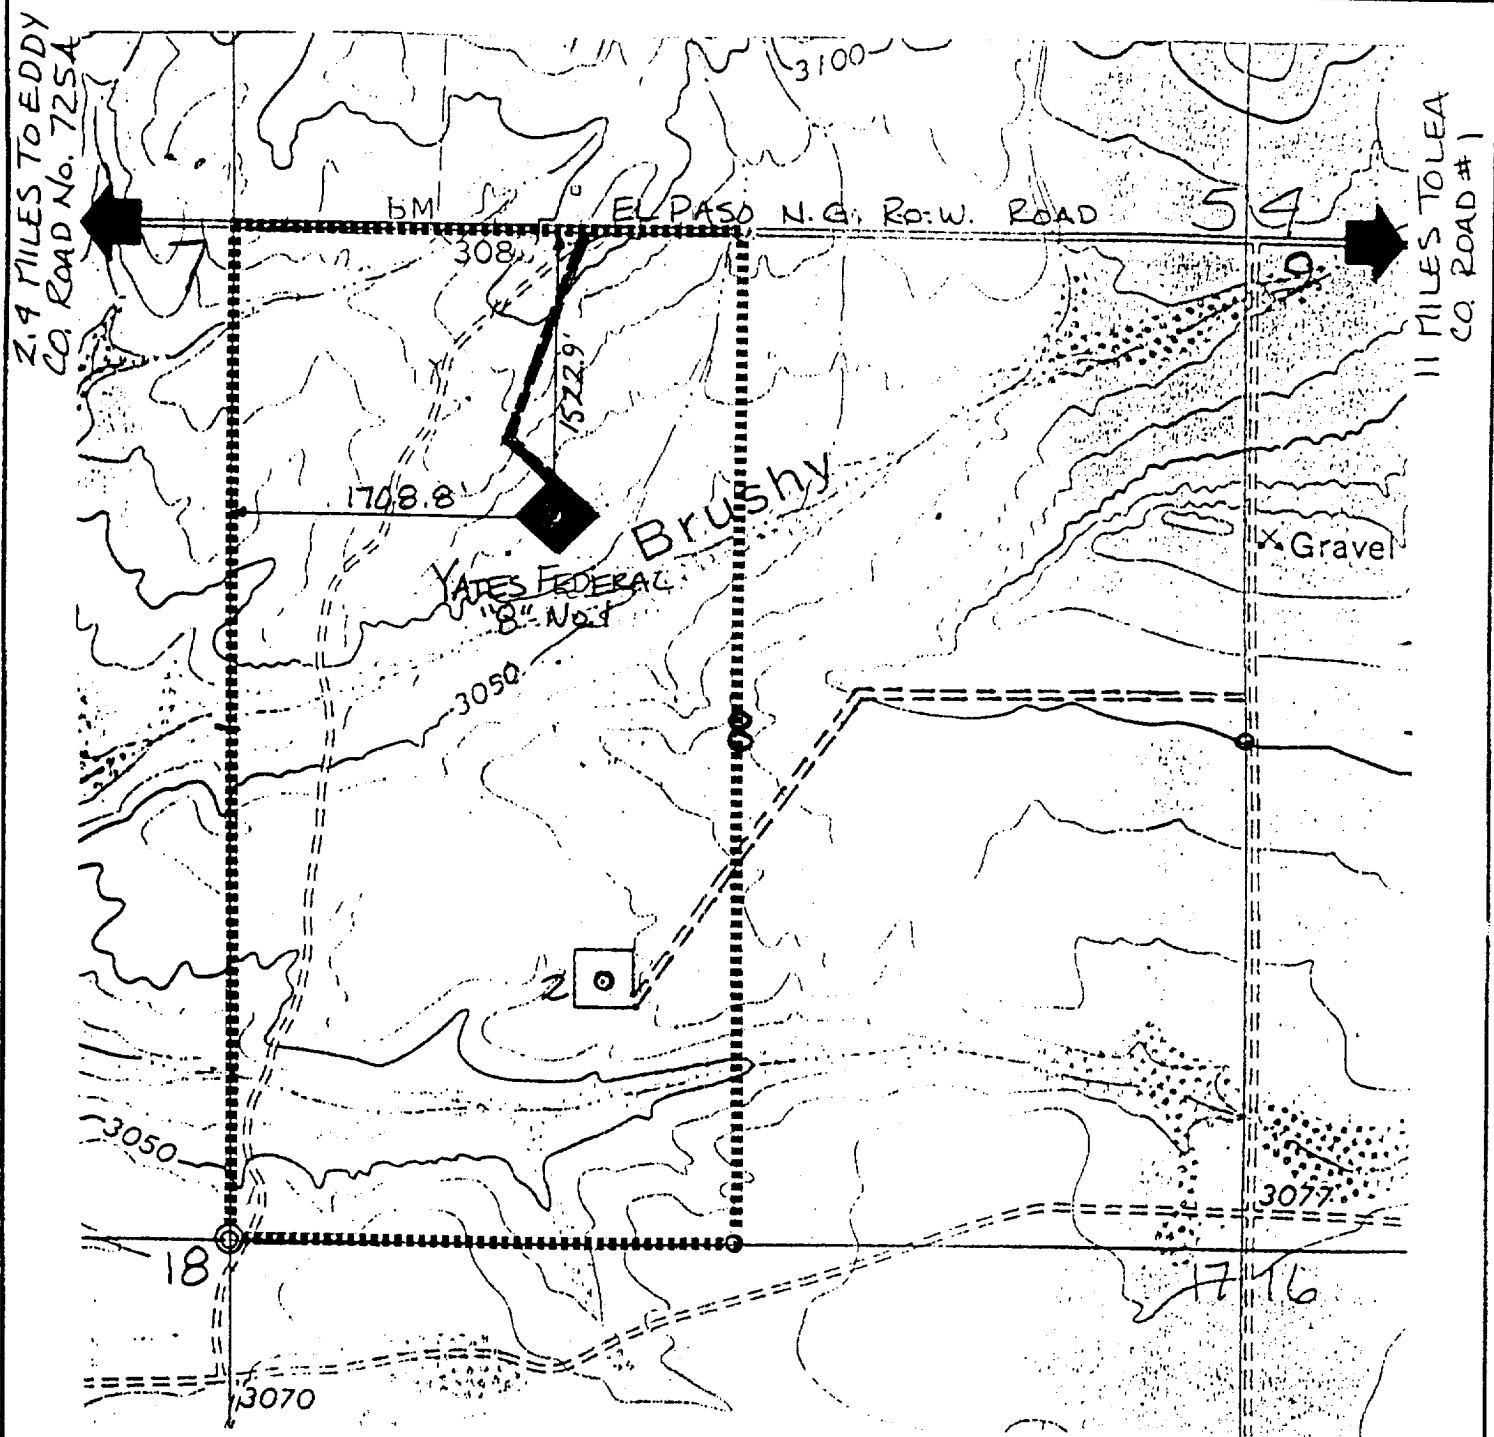 2.4 MILES TO EDDY
CO. ROAD No. 725A
3100
BM
EL PASO N.G. R.O.W. ROAD
5
4
308
7
11 MILES TO LEA
CO. ROAD #1
1522.9'
1708.8'
Brushy
Gravel
YATES FEDERAL
"8" No. 1
3050
8
2
3050
3077
18
17
16
3070